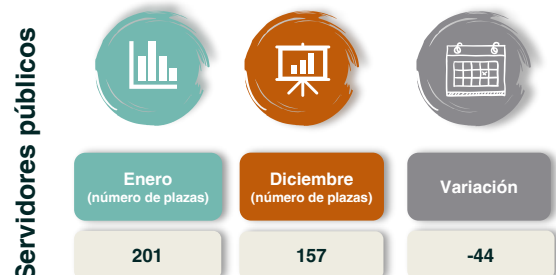 Servidores públicos
Enero
(número de plazas)
Diciembre
(número de plazas)
Variación
201
157
-44